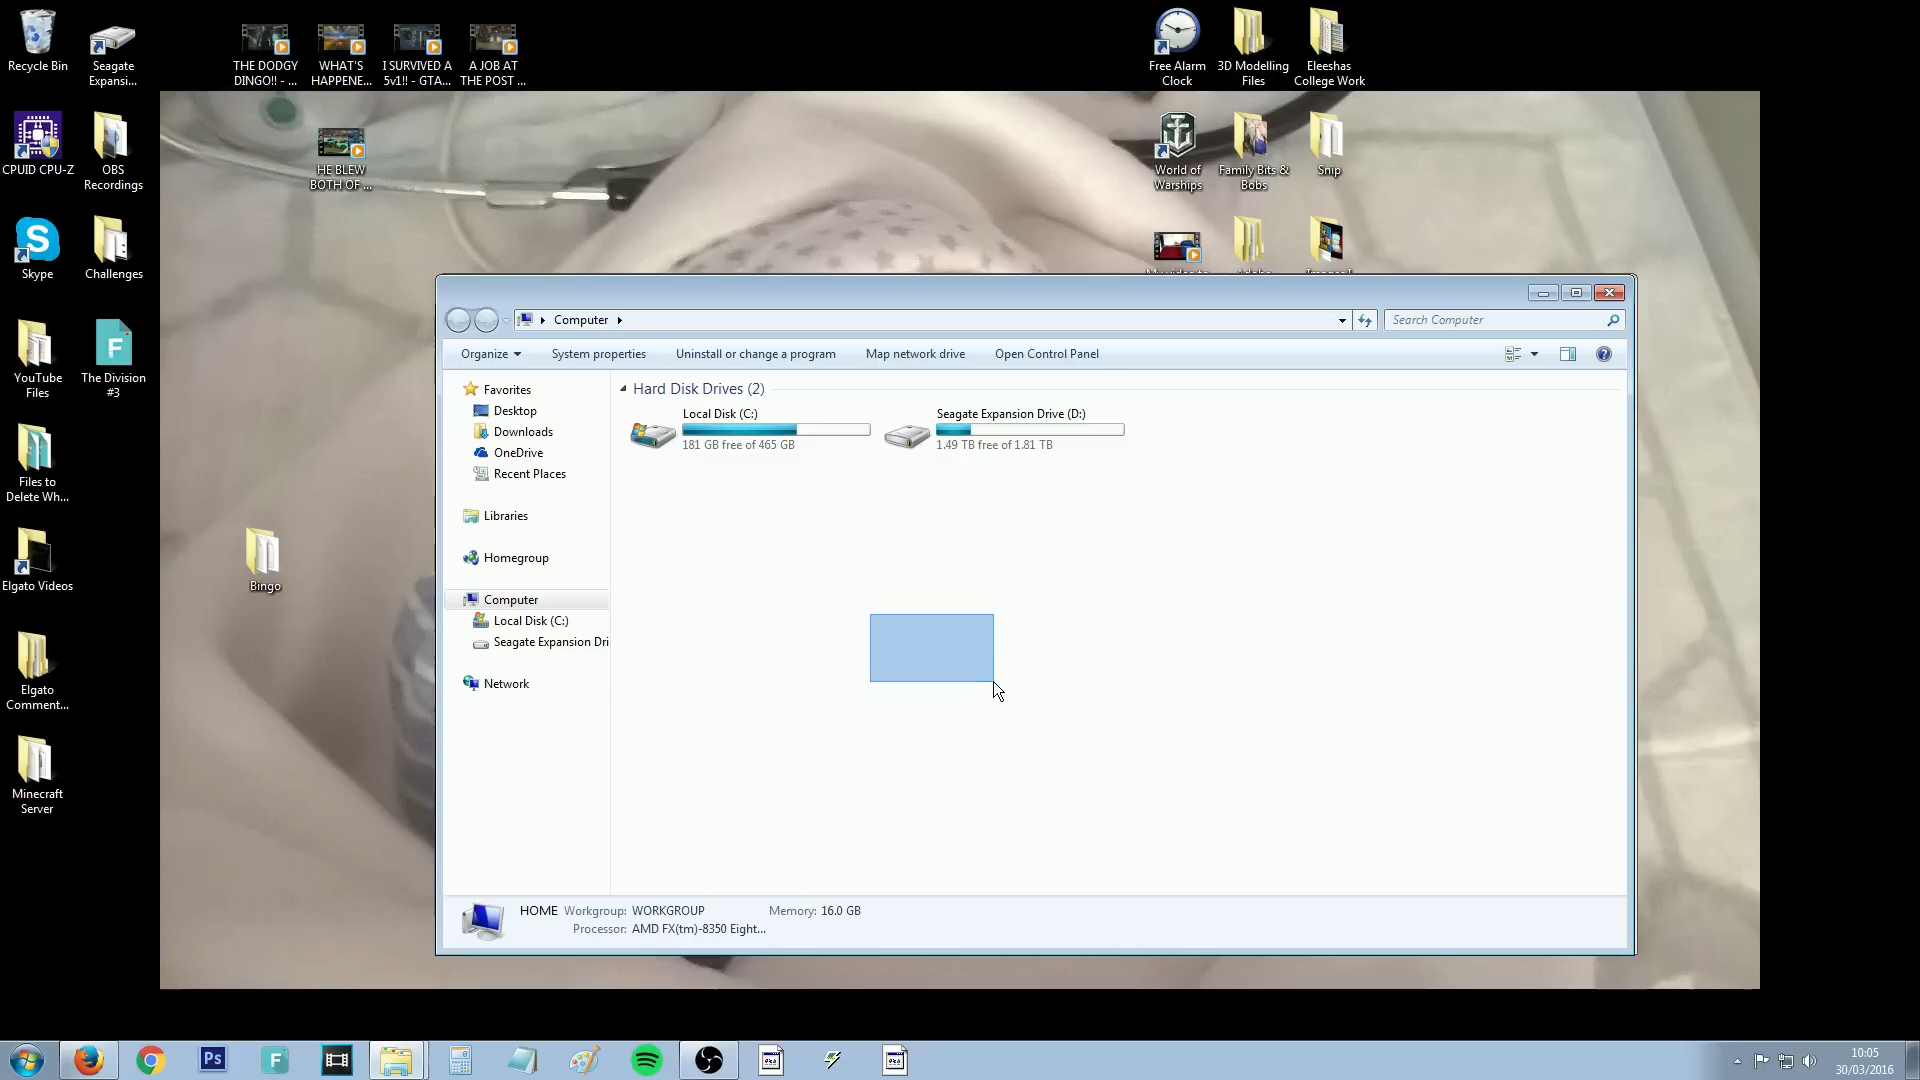 Recycle Bin
Seagate
Expansi...
THE DODGY
DINGO!! - ...
WHAT'S
HAPPENE...
I SURVIVED A
5v1!! - GTA...
A JOB AT
THE POST ...
Free Alarm
Clock
3D Modelling
Files
Eleeshas
College Work
CPUID CPU-Z
OBS
Recordings
HE BLEW
BOTH OF ...
World of
Warships
Family Bits &
Bobs
Snip
Skype
Challenges
YouTube
Files
The Division
#3
Files to
Delete Wh...
Elgato Videos
Bingo
Elgato
Comment...
Minecraft
Server
Computer
Search Computer
Organize
System properties
Uninstall or change a program
Map network drive
Open Control Panel
Favorites
Desktop
Downloads
OneDrive
Recent Places
Libraries
Homegroup
Computer
Local Disk (C:)
Seagate Expansion Dri
Network
Hard Disk Drives (2)
Local Disk (C:)
181 GB free of 465 GB
Seagate Expansion Drive (D:)
1.49 TB free of 1.81 TB
HOME Workgroup: WORKGROUP Memory: 16.0 GB
Processor: AMD FX(tm)-8350 Eight...
Ps
10:05
30/03/2016